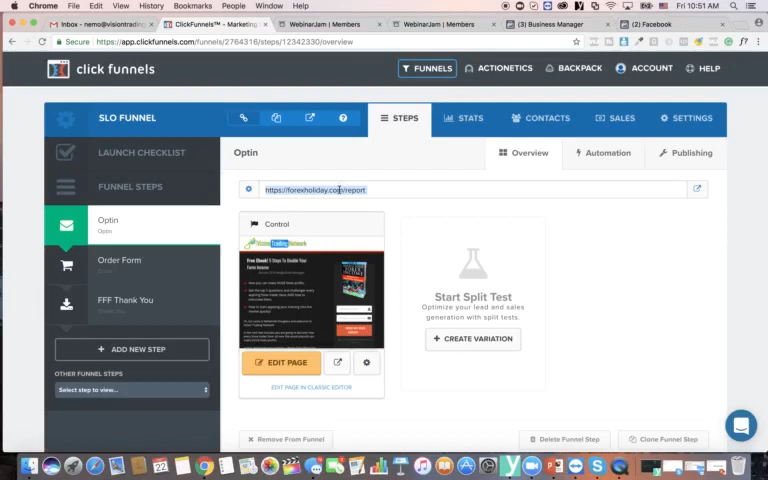 Chrome File Edit View History Bookmarks People Window Help
Fri 10:51 AM
Inbox - nemo@visiontrading
ClickFunnels™ - Marketing
WebinarJam | Members
WebinarJam | Members
(3) Business Manager
(2) Facebook
Secure https://app.clickfunnels.com/funnels/2764316/steps/12342330/overview
click funnels
FUNNELS
ACTIONETICS
BACKPACK
ACCOUNT
HELP
SLO FUNNEL
STEPS
STATS
CONTACTS
SALES
SETTINGS
LAUNCH CHECKLIST
Optin
Overview
Automation
Publishing
FUNNEL STEPS
https://forexholiday.com/report
Optin
Optin
Control
Order Form
FFF Thank You
Thank You
Start Split Test
Optimize your lead and sales generation with split tests.
CREATE VARIATION
ADD NEW STEP
EDIT PAGE
OTHER FUNNEL STEPS
Select step to view...
EDIT PAGE IN CLASSIC EDITOR
Remove From Funnel
Delete Funnel Step
Clone Funnel Step